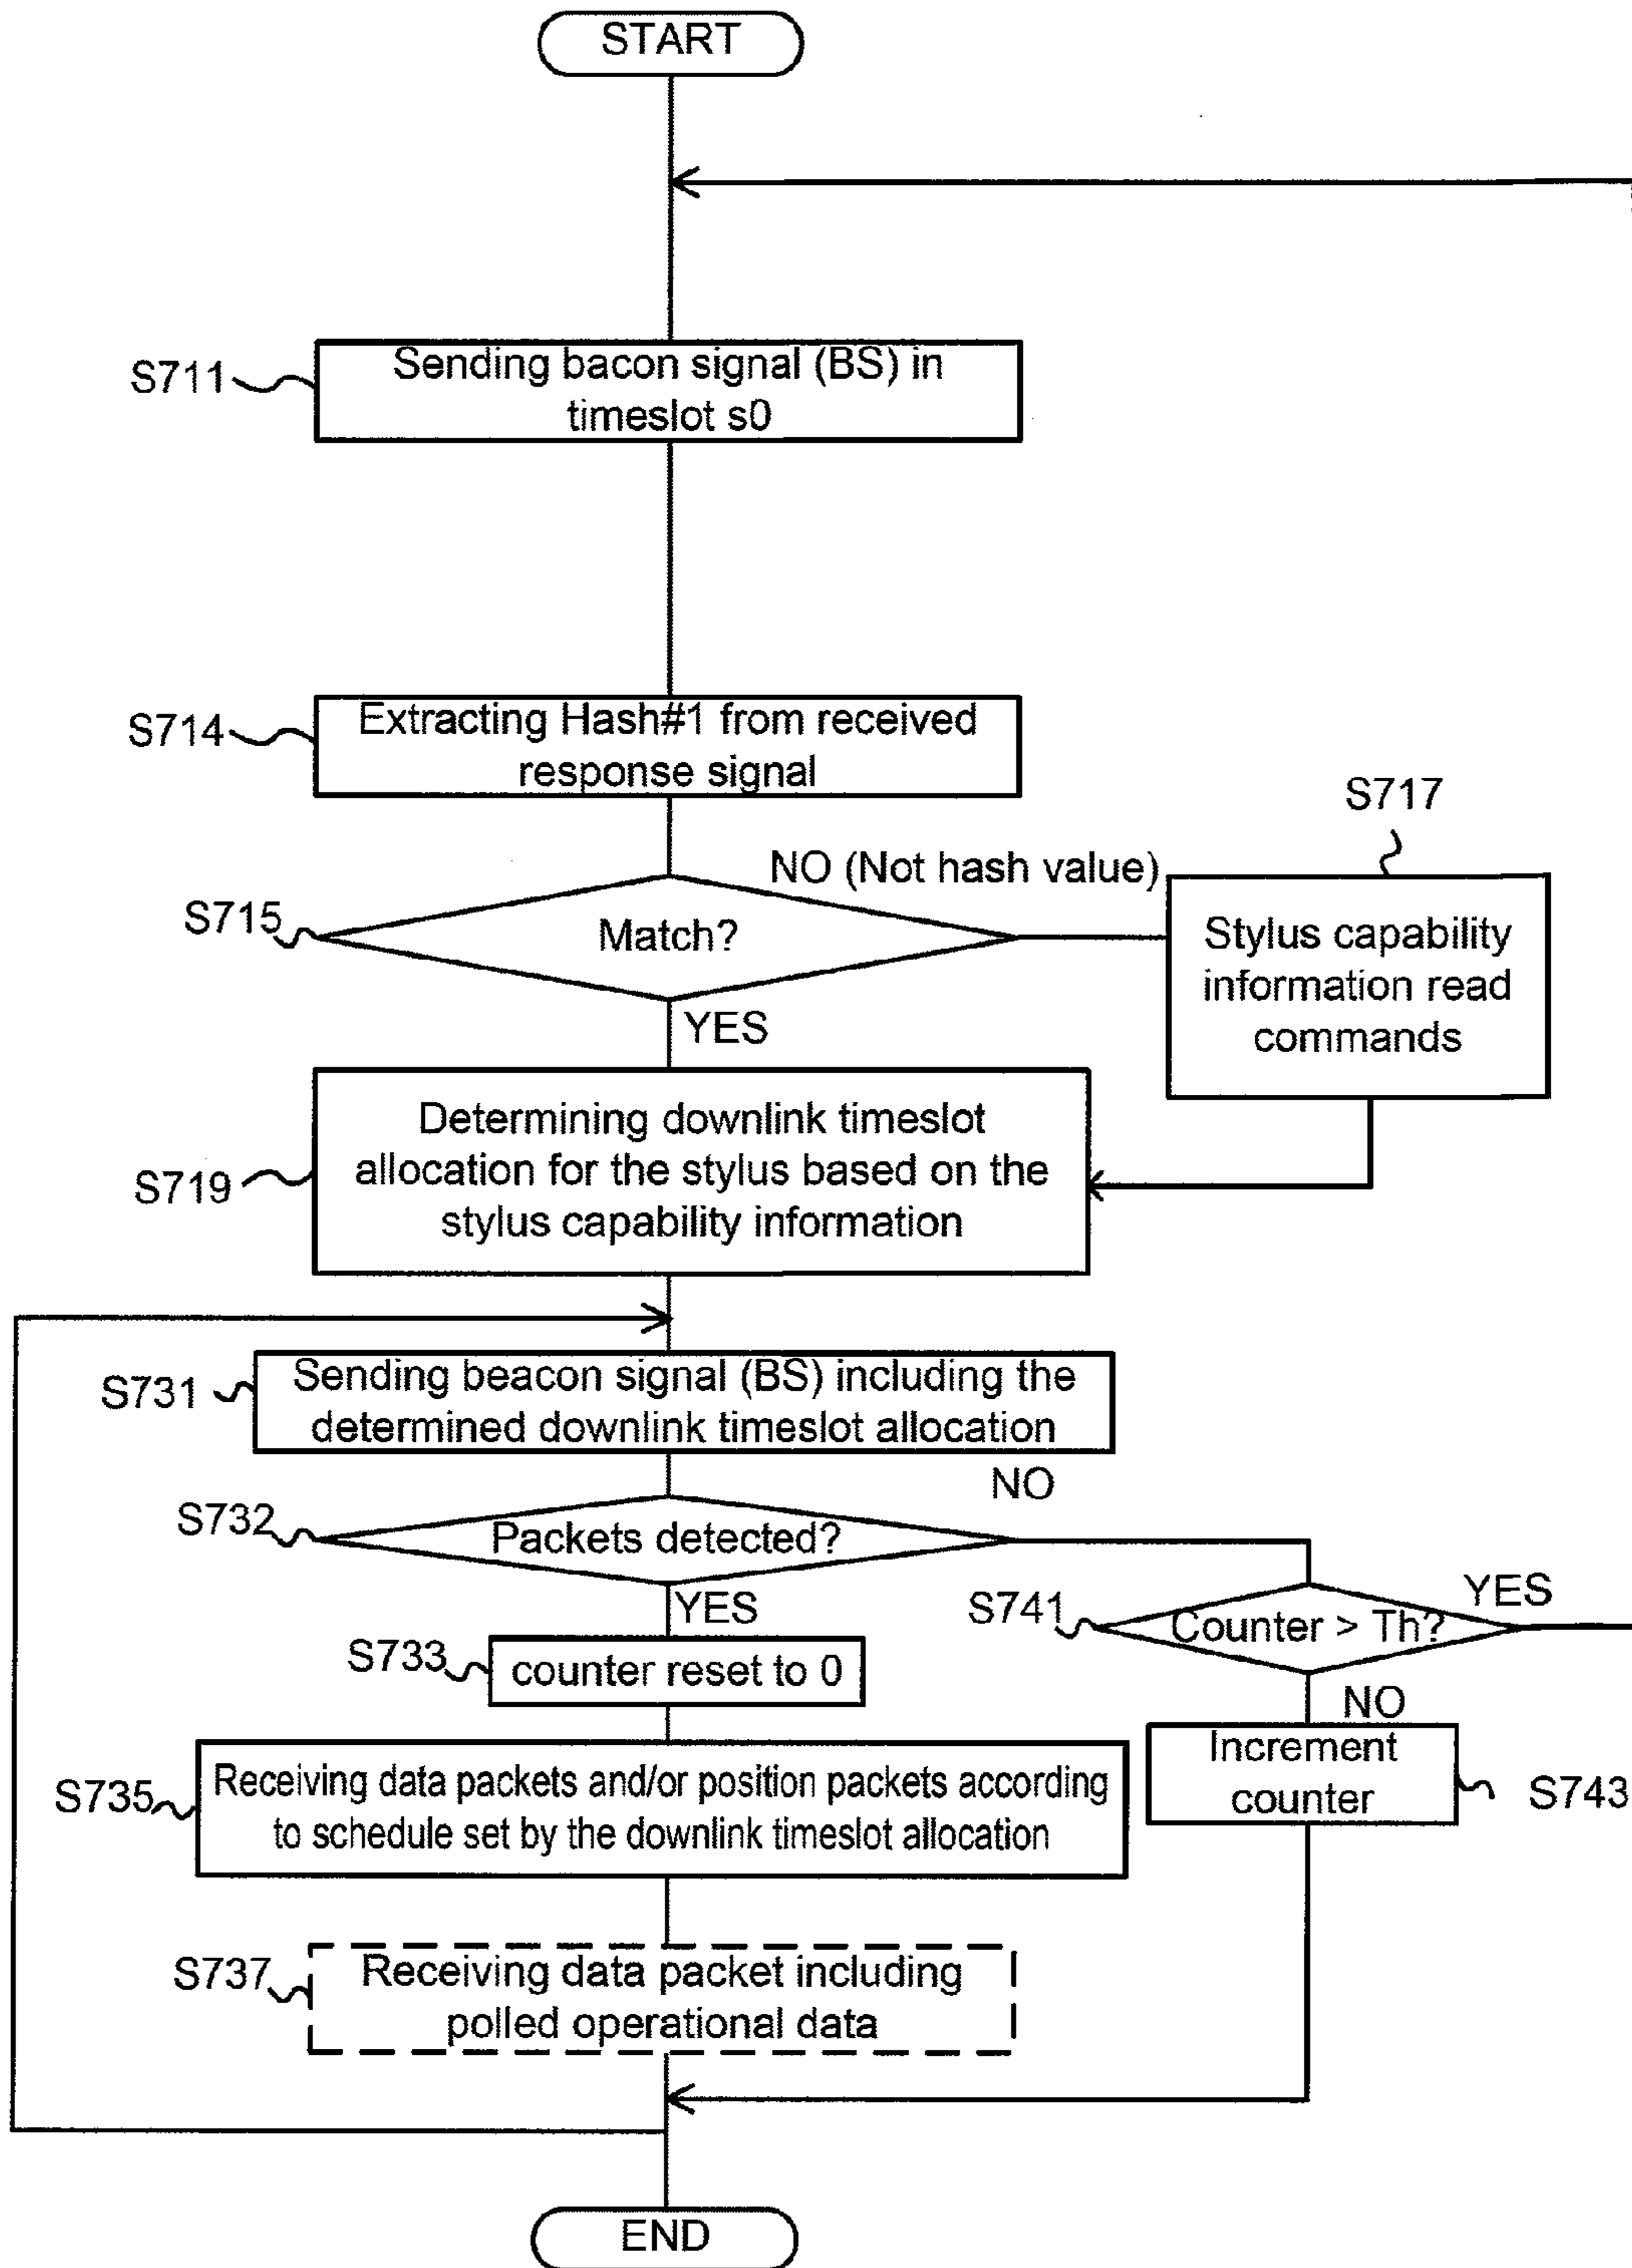 START
S711
Sending bacon signal (BS) in
timeslot s0
S714
Extracting Hash#1 from received
response signal
S717
NO (Not hash value)
S715
Match?
Stylus capability
information read
commands
YES
S719
Determining downlink timeslot
allocation for the stylus based on the
stylus capability information
S731
Sending beacon signal (BS) including the
determined downlink timeslot allocation
NO
S732
Packets detected?
YES
S741
Counter > Th?
YES
S733
counter reset to 0
NO
Increment
counter
S743
S735
Receiving data packets and/or position packets according
to schedule set by the downlink timeslot allocation
S737
Receiving data packet including
polled operational data
END